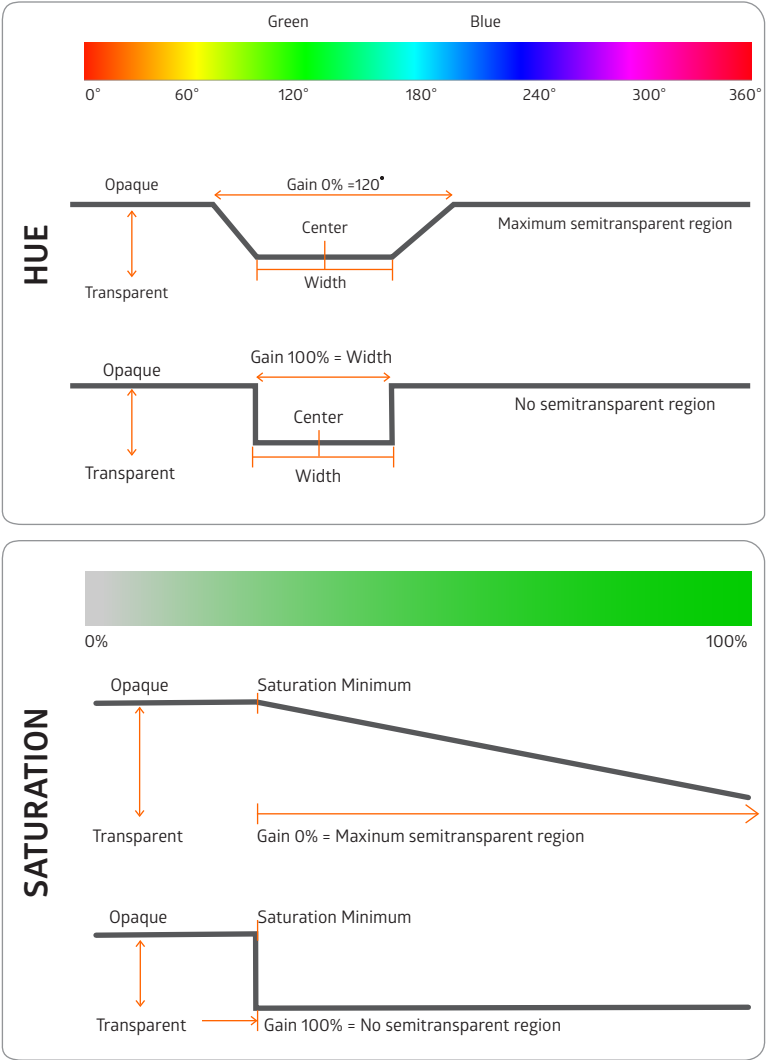 Green Blue
0° 60° 120° 180° 240° 300° 360°
HUE
Opaque
Gain 0% =120°
Maximum semitransparent region
Center
Width
Transparent
Gain 100% = Width
Opaque
No semitransparent region
Center
Transparent
Width
0% 100%
SATURATION
Opaque
Saturation Minimum
Transparent
Gain 0% = Maxinum semitransparent region
Opaque
Saturation Minimum
Transparent
Gain 100% = No semitransparent region